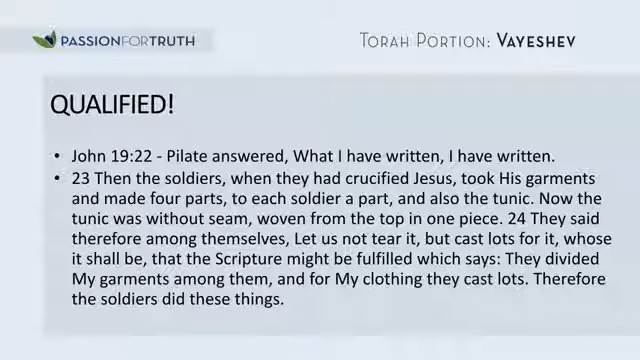 PASSIONFORTRUTH
TORAH PORTION: VAYESHEV
QUALIFIED!
• John 19:22 - Pilate answered, What I have written, I have written.
• 23 Then the soldiers, when they had crucified Jesus, took His garments
and made four parts, to each soldier a part, and also the tunic. Now the
tunic was without seam, woven from the top in one piece. 24 They said
therefore among themselves, Let us not tear it, but cast lots for it, whose
it shall be, that the Scripture might be fulfilled which says: They divided
My garments among them, and for My clothing they cast lots. Therefore
the soldiers did these things.